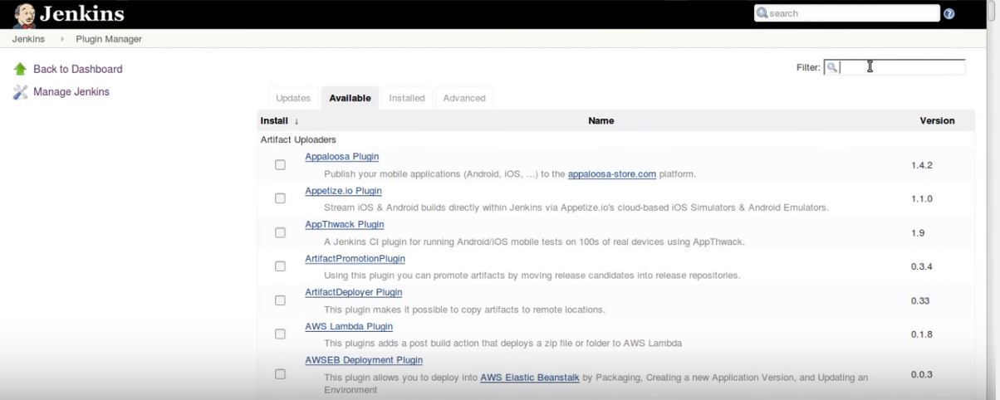 Jenkins
search
Jenkins Plugin Manager
Back to Dashboard
Filter:
Manage Jenkins
Updates Available Installed Advanced
Install ↓ Name Version
Artifact Uploaders
Appaloosa Plugin
Publish your mobile applications (Android, iOS, ...) to the appaloosa-store.com platform.
1.4.2
Appetize.io Plugin
Stream iOS & Android builds directly within Jenkins via Appetize.io's cloud-based iOS Simulators & Android Emulators.
1.1.0
AppThwack Plugin
A Jenkins CI plugin for running Android/iOS mobile tests on 100s of real devices using AppThwack.
1.9
ArtifactPromotionPlugin
Using this plugin you can promote artifacts by moving release candidates into release repositories.
0.3.4
ArtifactDeployer Plugin
This plugin makes it possible to copy artifacts to remote locations.
0.33
AWS Lambda Plugin
This plugins adds a post build action that deploys a zip file or folder to AWS Lambda
0.1.8
AWSEB Deployment Plugin
This plugin allows you to deploy into AWS Elastic Beanstalk by Packaging, Creating a new Application Version, and Updating an
Environment
0.0.3